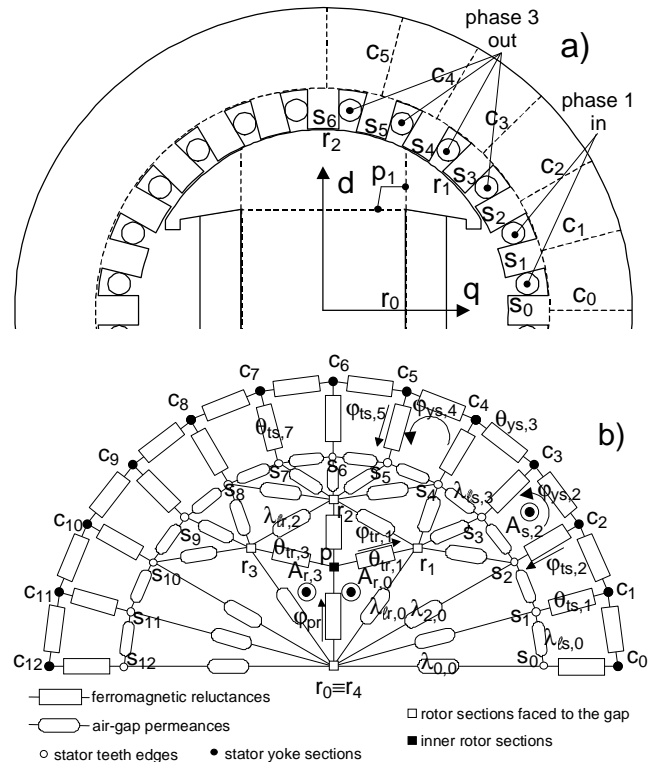 phase 3
out
a)
phase 1
in
c5
c4
c3
c2
c1
c0
s6
s5
s4
s3
s2
s1
s0
r2
r1
p1
d
q
r0
b)
c7
c6
c5
c4
c3
c2
c1
c0
c8
c9
c10
c11
c12
φts,5
φys,4
θys,3
θts,7
s7
s6
s5
s4
s8
s9
s10
s11
s12
s3
s2
s1
s0
λℓs,3
φys,2
As,2
φts,2
θts,1
λℓs,0
λℓr,2
r2
φtr,1
θtr,3
p
θtr,1
r3
r1
Ar,3
Ar,0
φpr
λℓr,0
λ2,0
λ0,0
r0≡r4
ferromagnetic reluctances
air-gap permeances
stator teeth edges
stator yoke sections
rotor sections faced to the gap
inner rotor sections